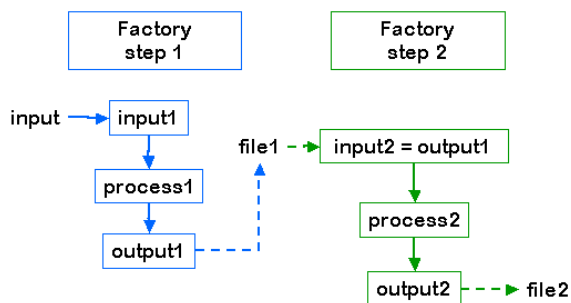 Factory
step 1
Factory
step 2
input
input1
process1
output1
file1
input2 = output1
process2
output2
file2